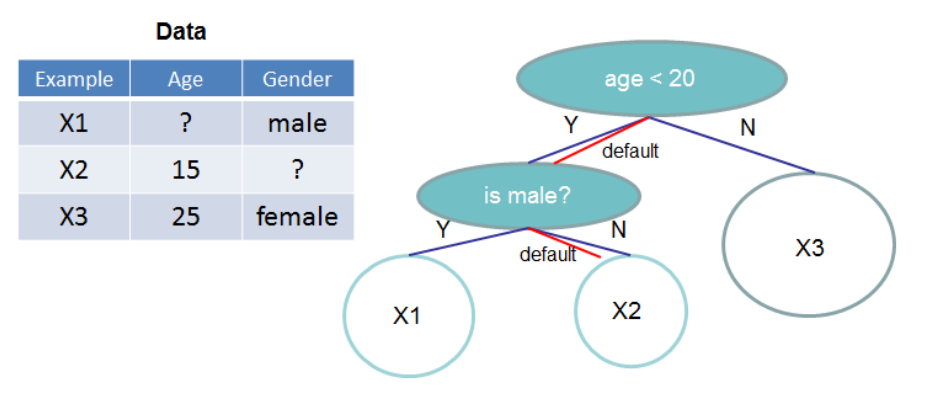 Data
Example Age Gender
X1 ? male
X2 15 ?
X3 25 female
age < 20
Y N
default
is male?
Y N
default
X3
X1 X2